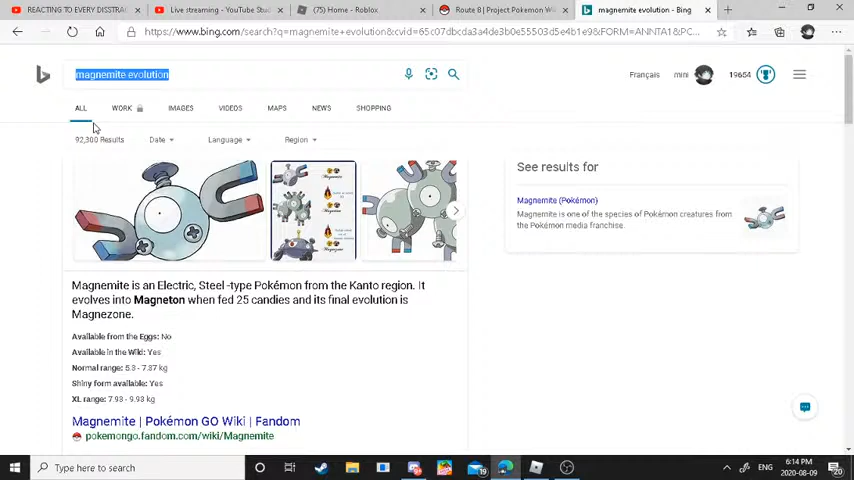 REACTING TO EVERY DISSTRA
Live streaming - YouTube Stud
(75) Home - Roblox
Route 8 | Project Pokemon Wi
magnemite evolution - Bing
https://www.bing.com/search?q=magnemite+evolution&cvid=65c07dbcda3a4de3b0e55503d5e4b1e9&FORM=ANNTA1&PC...
magnemite evolution
Français
mini
19654
ALL
WORK
IMAGES
VIDEOS
MAPS
NEWS
SHOPPING
92,300 Results
Date
Language
Region
See results for
Magnemite (Pokémon)
Magnemite is one of the species of Pokémon creatures from
the Pokémon media franchise.
Magnemite is an Electric, Steel -type Pokémon from the Kanto region. It
evolves into Magneton when fed 25 candies and its final evolution is
Magnezone.
Available from the Eggs: No
Available in the Wild: Yes
Normal range: 5.3 - 7.37 kg
Shiny form available: Yes
XL range: 7.93 - 9.93 kg
Magnemite | Pokémon GO Wiki | Fandom
pokemongo.fandom.com/wiki/Magnemite
Type here to search
19
ENG
6:14 PM
2020-08-09
20